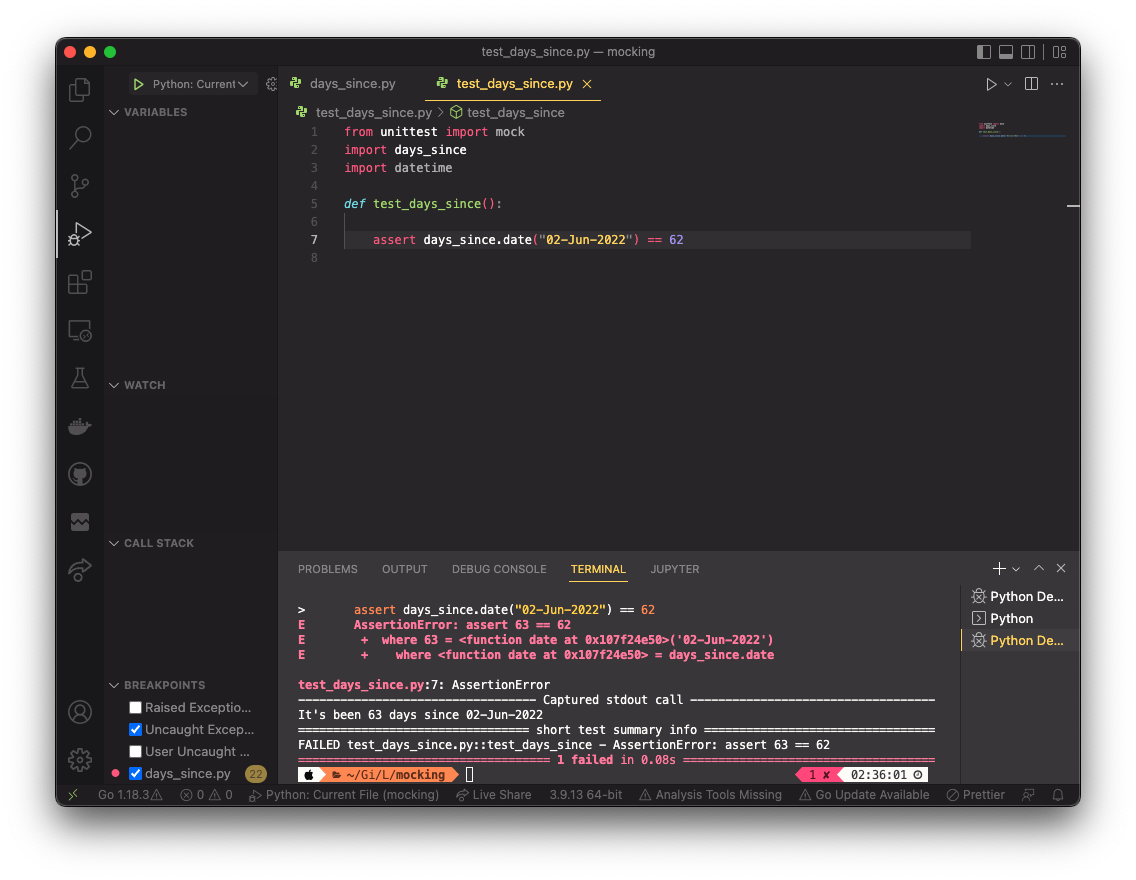 test_days_since.py — mocking
Python: Current
days_since.py
test_days_since.py
test_days_since.py > test_days_since
VARIABLES
WATCH
CALL STACK
BREAKPOINTS
Raised Exceptio...
Uncaught Excep...
User Uncaught ...
days_since.py 22
1 from unittest import mock
2 import days_since
3 import datetime
4
5 def test_days_since():
6
7 assert days_since.date("02-Jun-2022") == 62
8
PROBLEMS OUTPUT DEBUG CONSOLE TERMINAL JUPYTER
> assert days_since.date("02-Jun-2022") == 62
E AssertionError: assert 63 == 62
E + where 63 = <function date at 0x107f24e50>('02-Jun-2022')
E + where <function date at 0x107f24e50> = days_since.date
test_days_since.py:7: AssertionError
--------------------------------- Captured stdout call ----------------------------------
It's been 63 days since 02-Jun-2022
================================ short test summary info ================================
FAILED test_days_since.py::test_days_since - AssertionError: assert 63 == 62
=================================== 1 failed in 0.08s ===================================
~/Gi/L/mocking
1 ✘ 02:36:01
Python De...
Python
Python De...
Go 1.18.3 0 0 Python: Current File (mocking) Live Share 3.9.13 64-bit Analysis Tools Missing Go Update Available Prettier